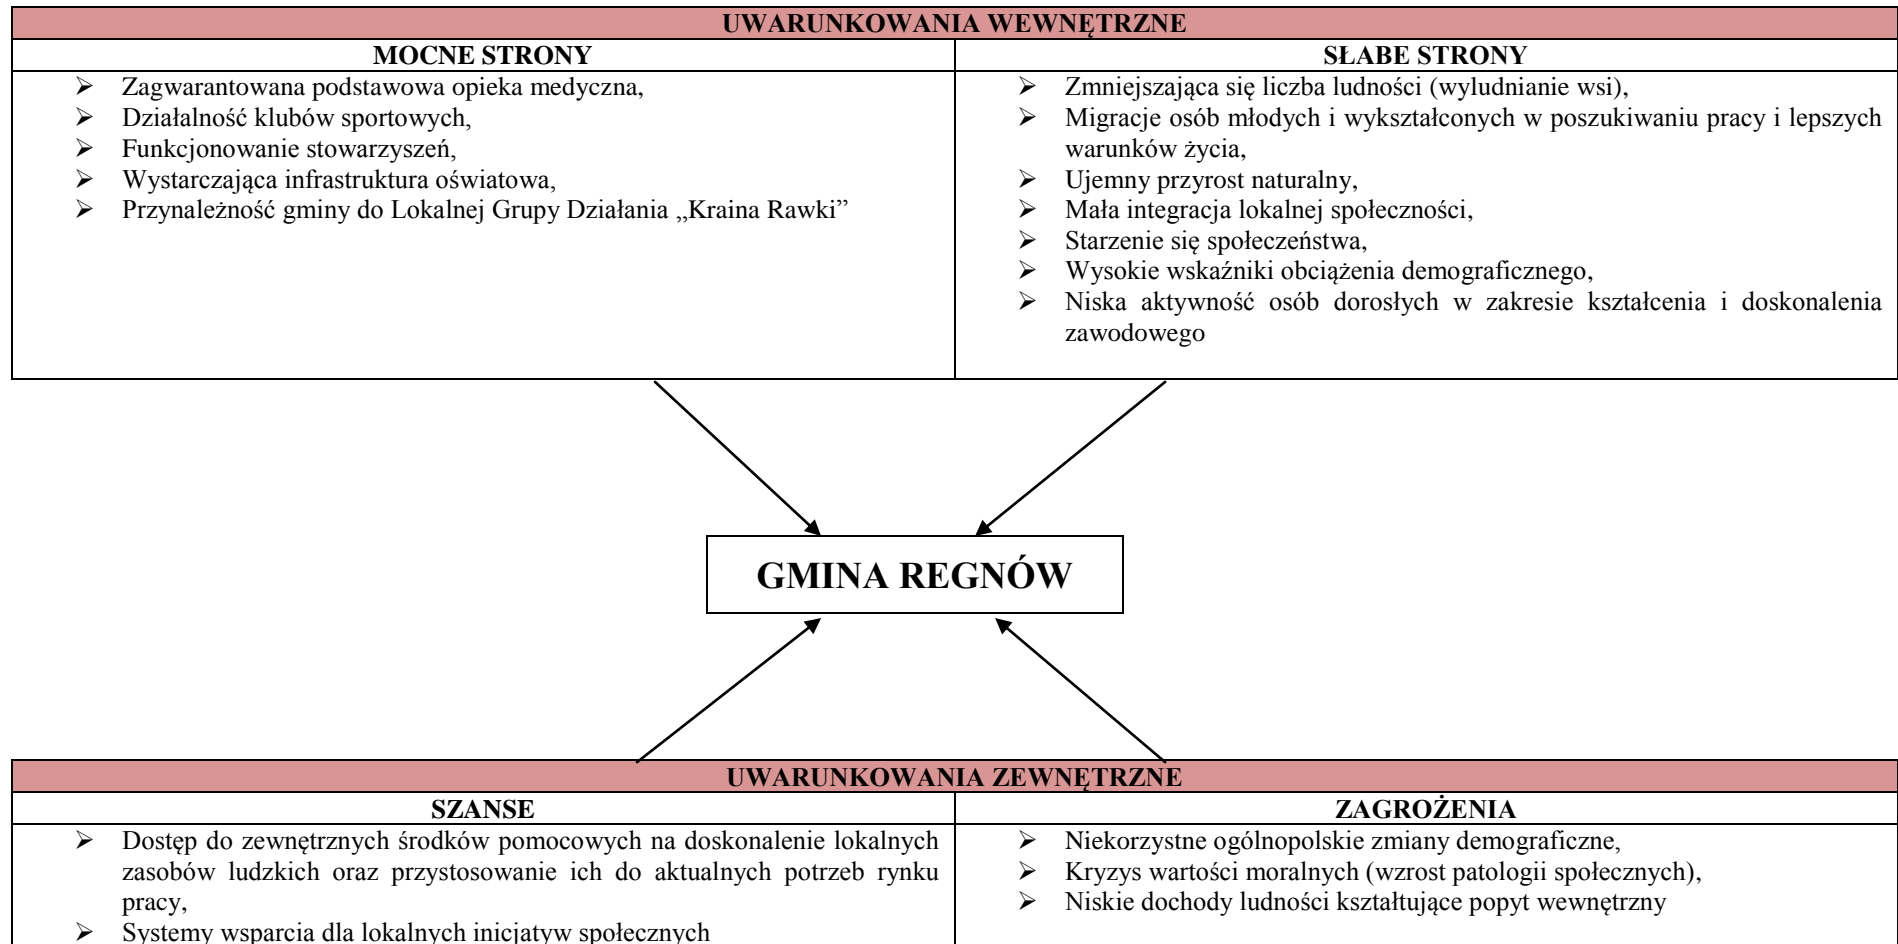 UWARUNKOWANIA WEWNĘTRZNE
MOCNE STRONY
➢ Zagwarantowana podstawowa opieka medyczna,
➢ Działalność klubów sportowych,
➢ Funkcjonowanie stowarzyszeń,
➢ Wystarczająca infrastruktura oświatowa,
➢ Przynależność gminy do Lokalnej Grupy Działania „Kraina Rawki”
SŁABE STRONY
➢ Zmniejszająca się liczba ludności (wyludnianie wsi),
➢ Migracje osób młodych i wykształconych w poszukiwaniu pracy i lepszych
warunków życia,
➢ Ujemny przyrost naturalny,
➢ Mała integracja lokalnej społeczności,
➢ Starzenie się społeczeństwa,
➢ Wysokie wskaźniki obciążenia demograficznego,
➢ Niska aktywność osób dorosłych w zakresie kształcenia i doskonalenia
zawodowego
GMINA REGNÓW
UWARUNKOWANIA ZEWNĘTRZNE
SZANSE
➢ Dostęp do zewnętrznych środków pomocowych na doskonalenie lokalnych
zasobów ludzkich oraz przystosowanie ich do aktualnych potrzeb rynku
pracy,
➢ Systemy wsparcia dla lokalnych inicjatyw społecznych
ZAGROŻENIA
➢ Niekorzystne ogólnopolskie zmiany demograficzne,
➢ Kryzys wartości moralnych (wzrost patologii społecznych),
➢ Niskie dochody ludności kształtujące popyt wewnętrzny